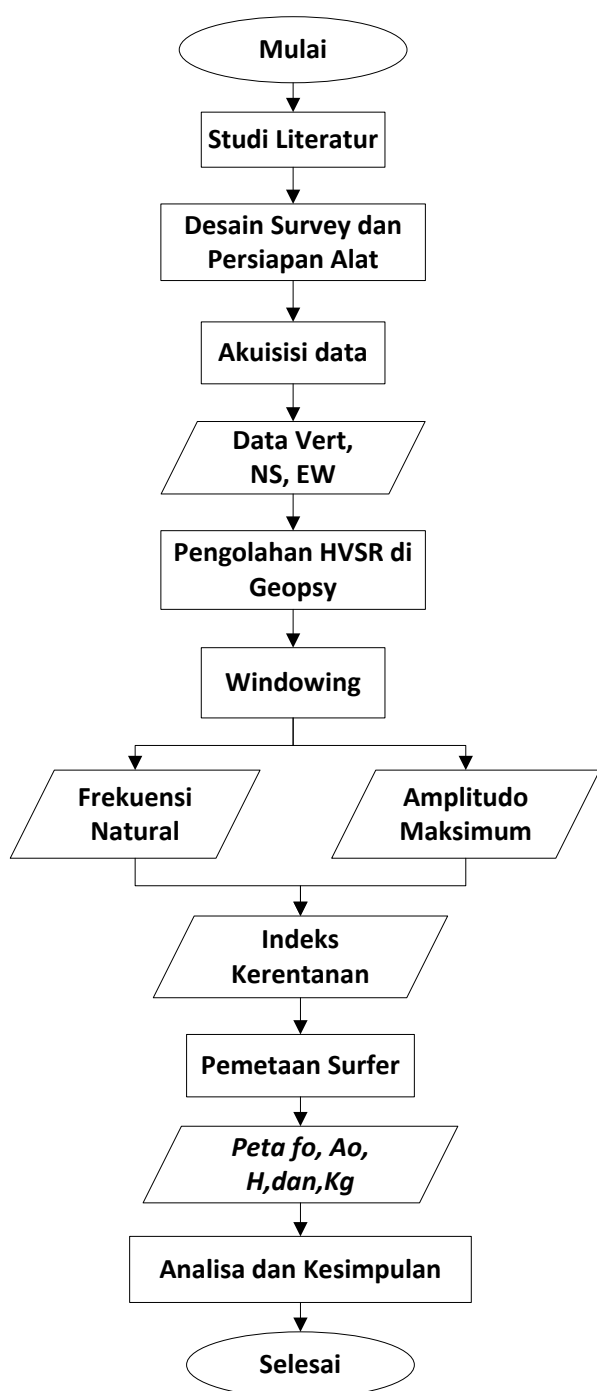 Mulai
Studi Literatur
Desain Survey dan
Persiapan Alat
Akuisisi data
Data Vert,
NS, EW
Pengolahan HVSR di
Geopsy
Windowing
Frekuensi
Natural
Amplitudo
Maksimum
Indeks
Kerentanan
Pemetaan Surfer
Peta fo, Ao,
H,dan,Kg
Analisa dan Kesimpulan
Selesai